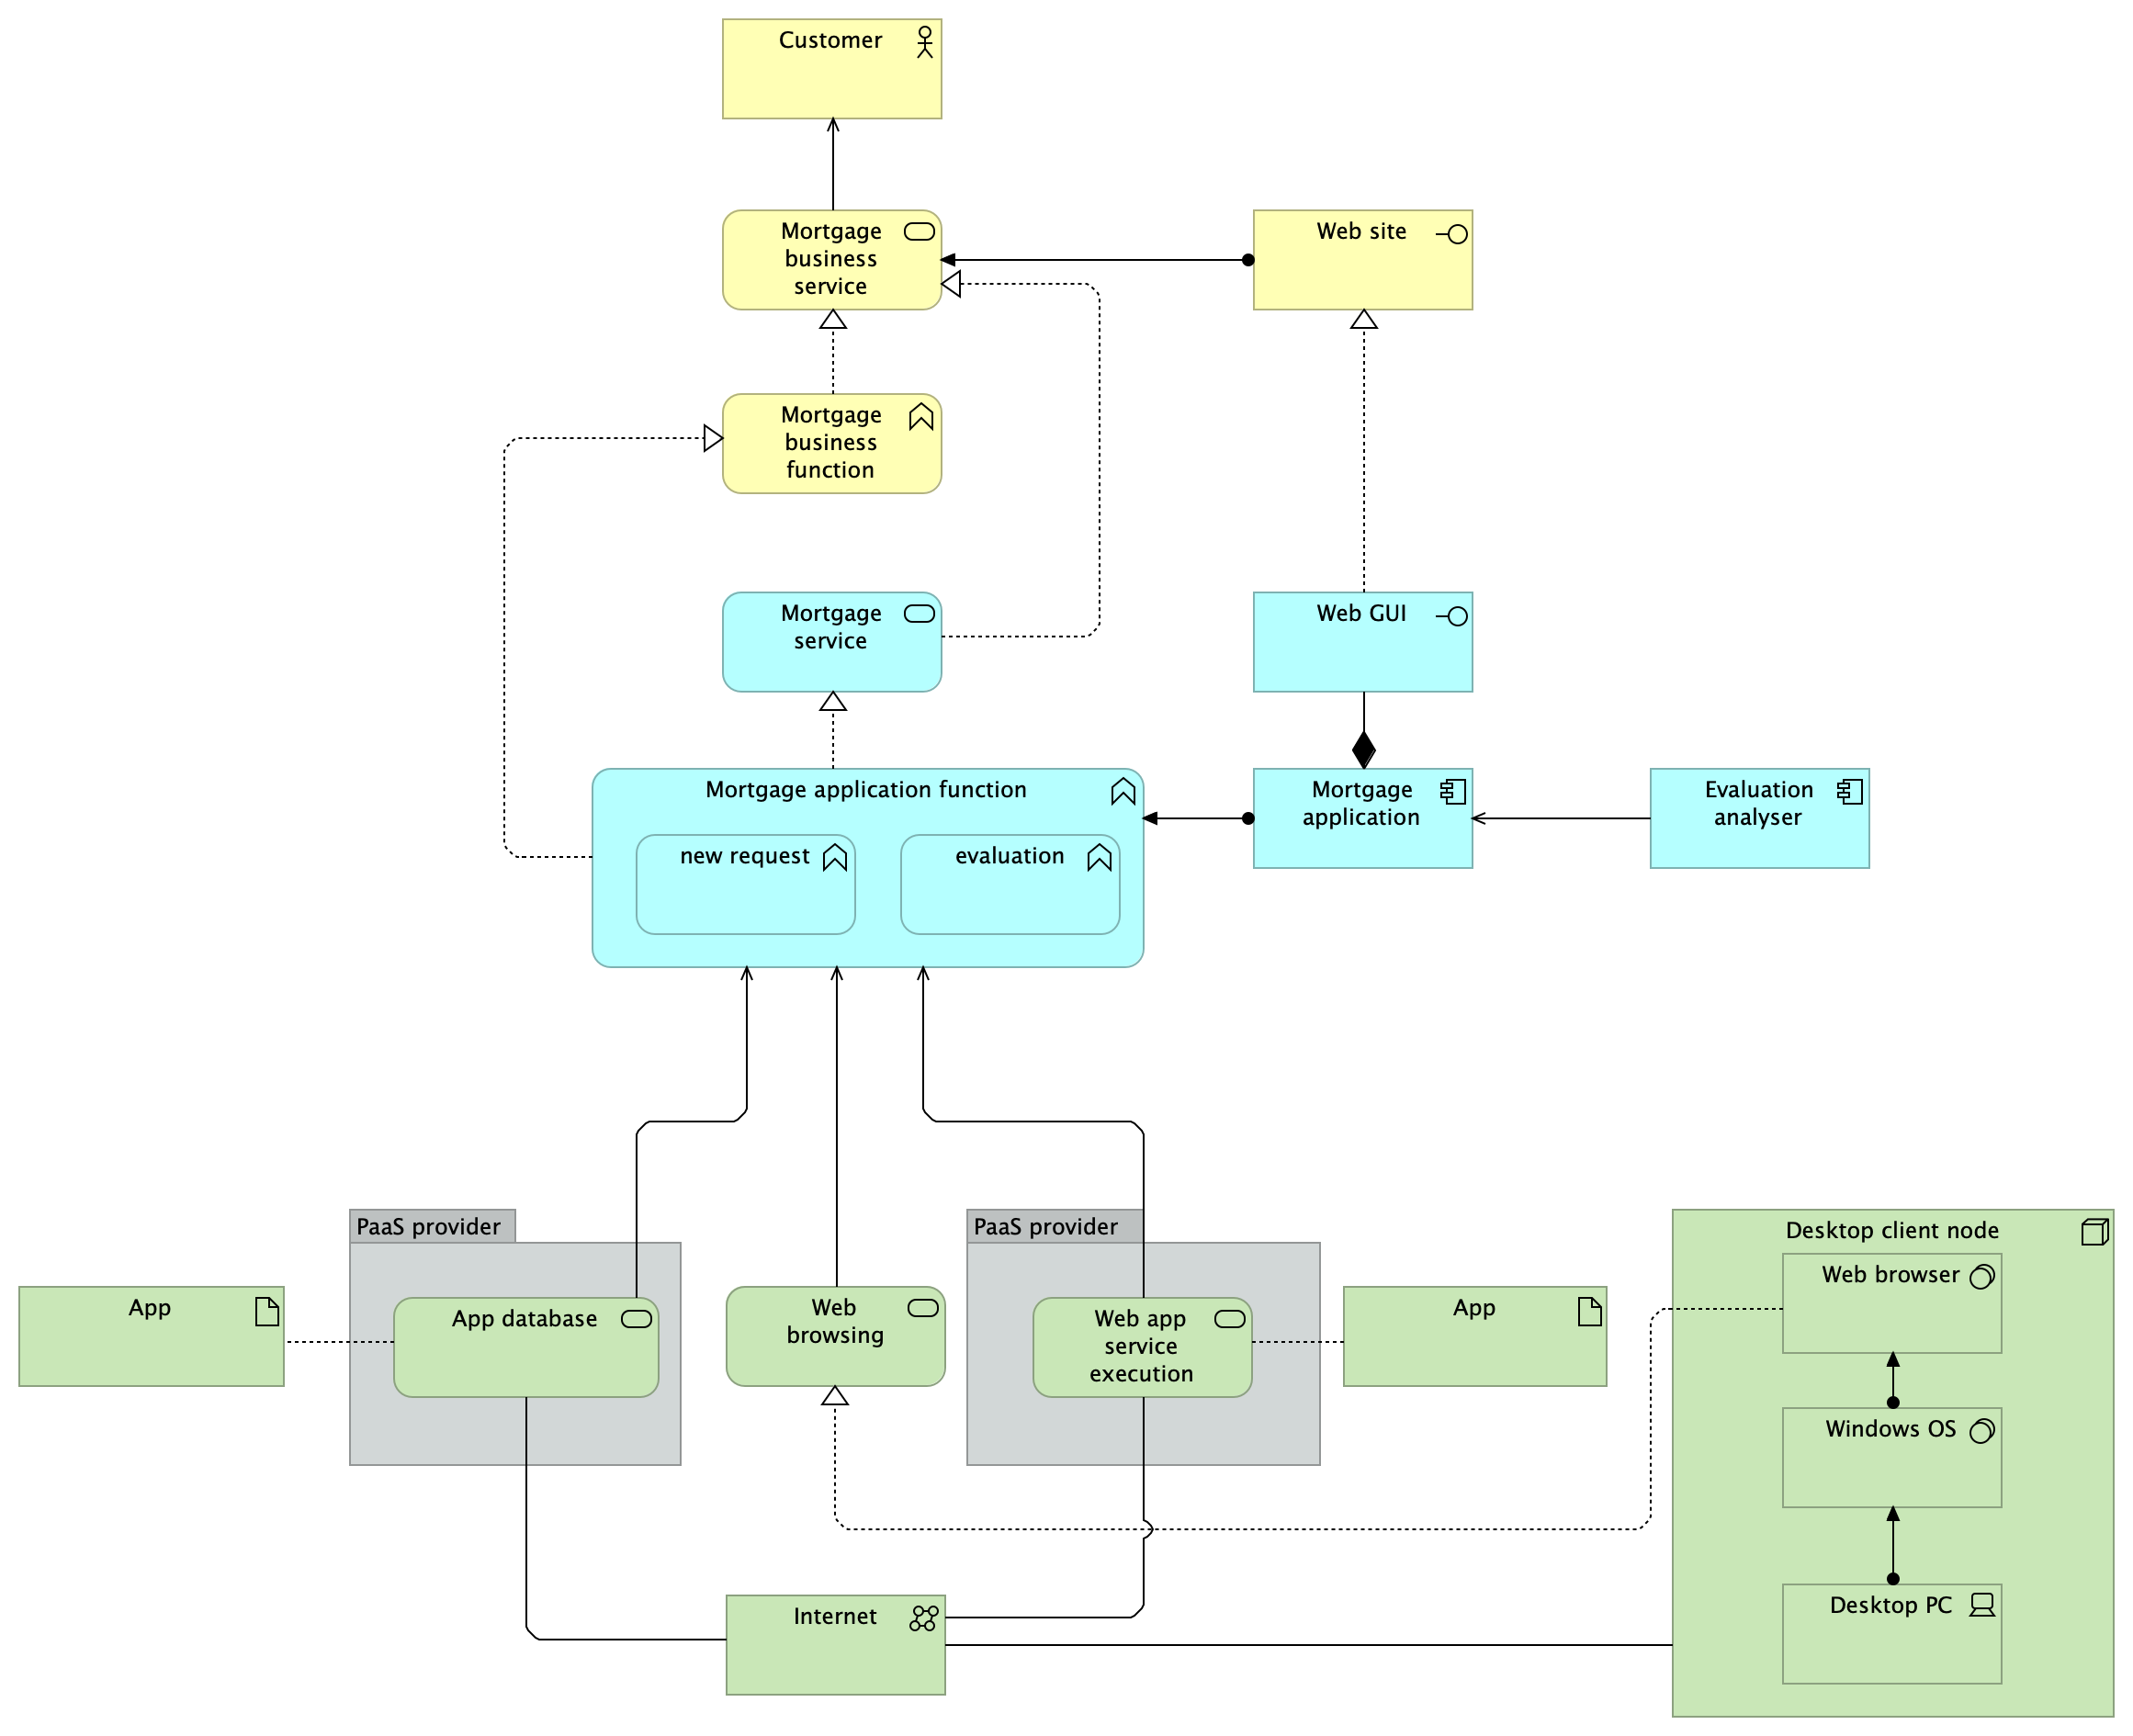 Customer
Mortgage
business
service
Web site
Mortgage
business
function
Mortgage
service
Web GUI
Mortgage application function
new request
evaluation
Mortgage
application
Evaluation
analyser
PaaS provider
PaaS provider
Desktop client node
Web browser
App
App database
Web
browsing
Web app
service
execution
App
Windows OS
Internet
Desktop PC